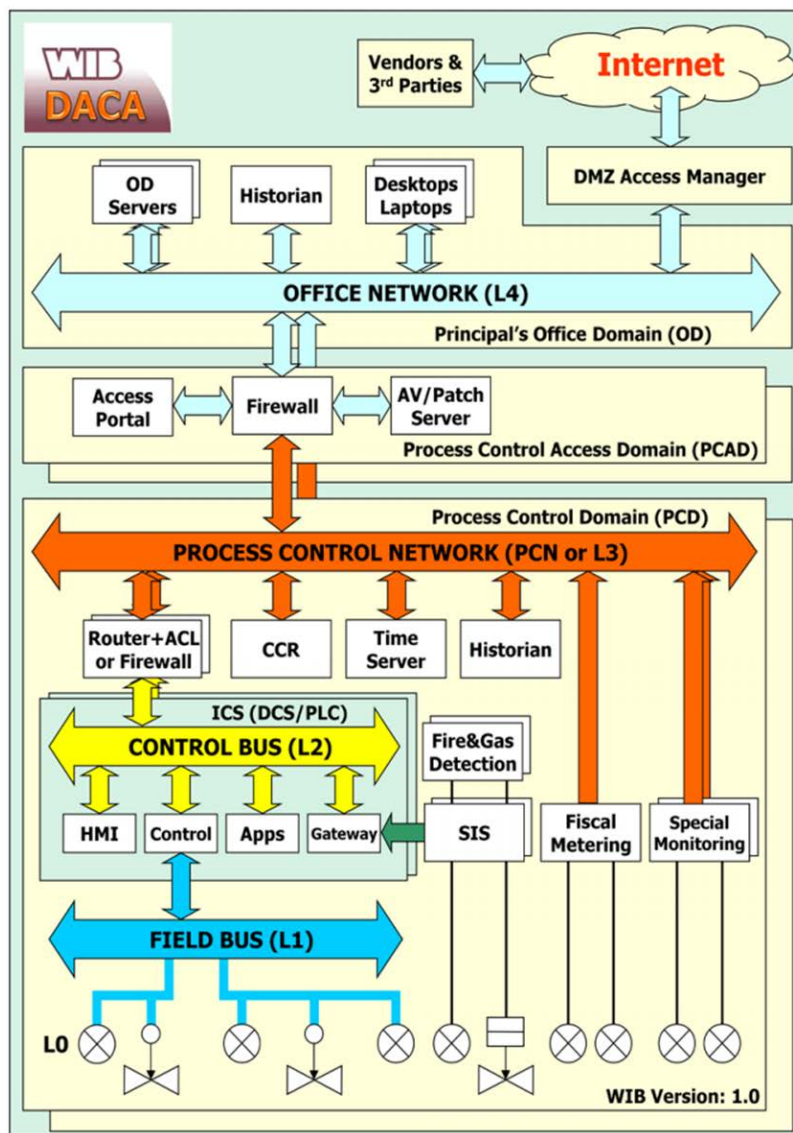 WIB
DACA
Vendors &
3rd Parties
Internet
DMZ Access Manager
OD
Servers
Historian
Desktops
Laptops
OFFICE NETWORK (L4)
Principal's Office Domain (OD)
Access
Portal
Firewall
AV/Patch
Server
Process Control Access Domain (PCAD)
Process Control Domain (PCD)
PROCESS CONTROL NETWORK (PCN or L3)
Router+ACL
or Firewall
CCR
Time
Server
Historian
ICS (DCS/PLC)
CONTROL BUS (L2)
Fire&Gas
Detection
HMI
Control
Apps
Gateway
SIS
Fiscal
Metering
Special
Monitoring
FIELD BUS (L1)
L0
WIB Version: 1.0